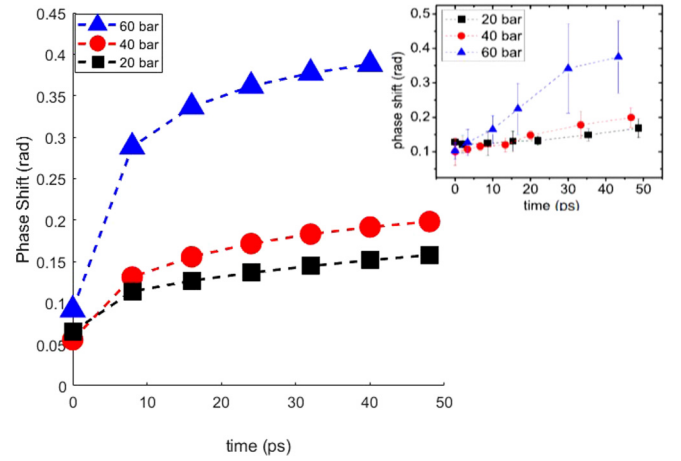 0.45
0.4
0.35
0.3
0.25
0.2
0.15
0.1
0.05
0
Phase Shift (rad)
60 bar
40 bar
20 bar
0 10 20 30 40 50
time (ps)
0.5
0.4
0.3
0.2
0.1
phase shift (rad)
20 bar
40 bar
60 bar
0 10 20 30 40 50
time (ps)